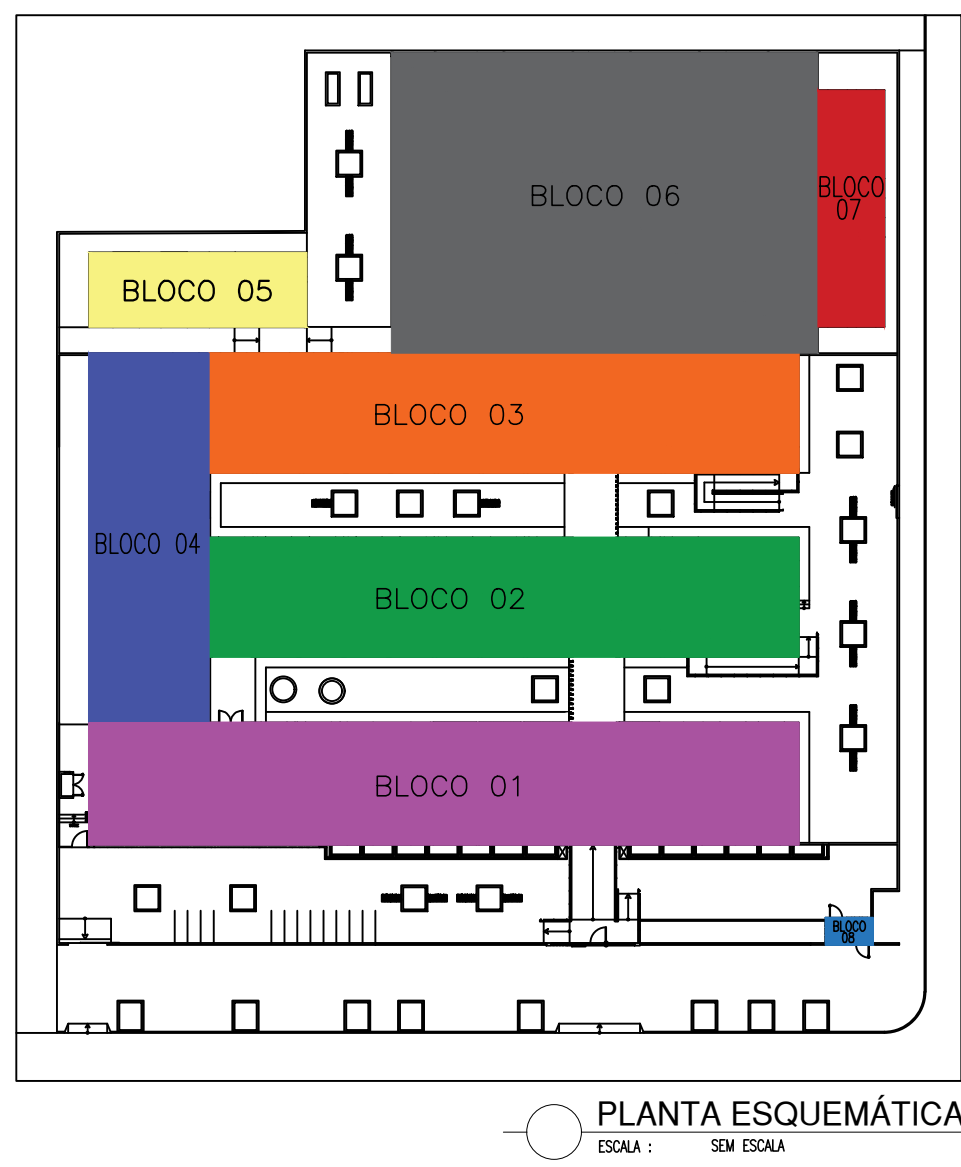 BLOCO 06
BLOCO
07
BLOCO 05
BLOCO 03
BLOCO 04
BLOCO 02
BLOCO 01
BLOCO
08
PLANTA ESQUEMÁTICA
ESCALA : SEM ESCALA